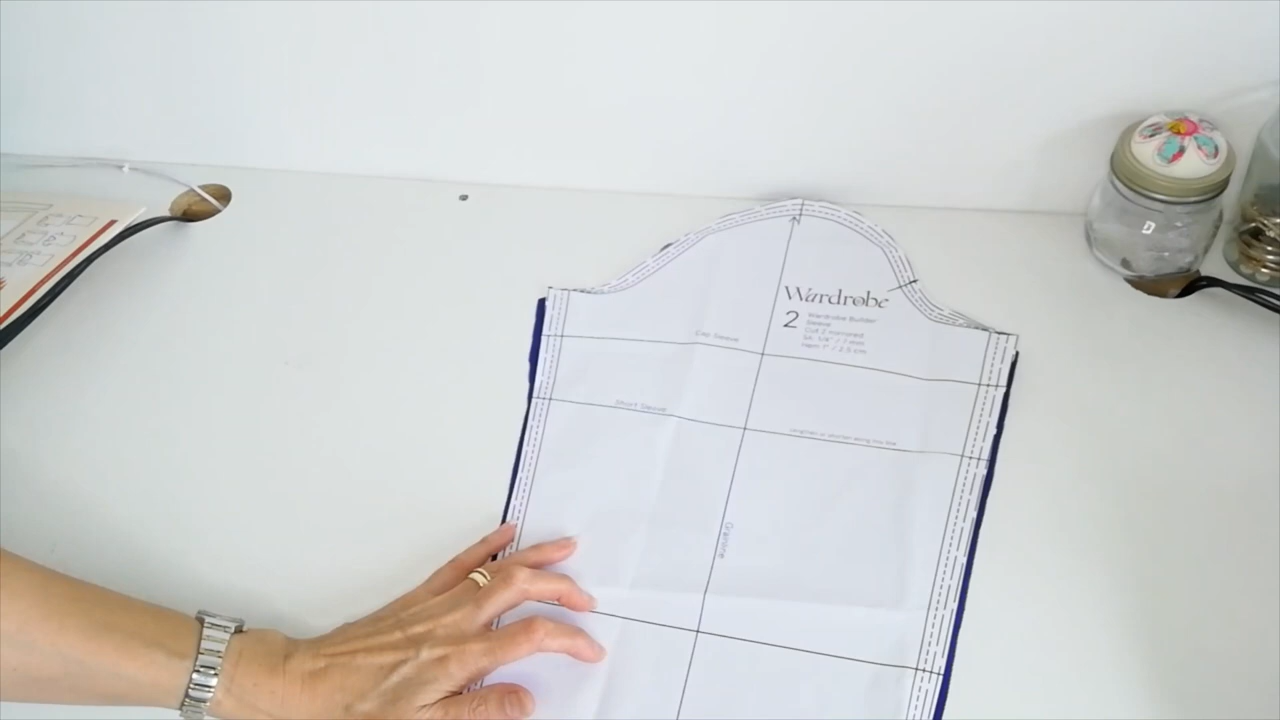 Wardrobe
2
Wardrobe Builder
Sleeve
Cut 2 mirrored
SA: 1/4" / 7 mm
Hem 1" / 2.5 cm
Cap Sleeve
Short Sleeve
Lengthen or shorten along this line
Grainline